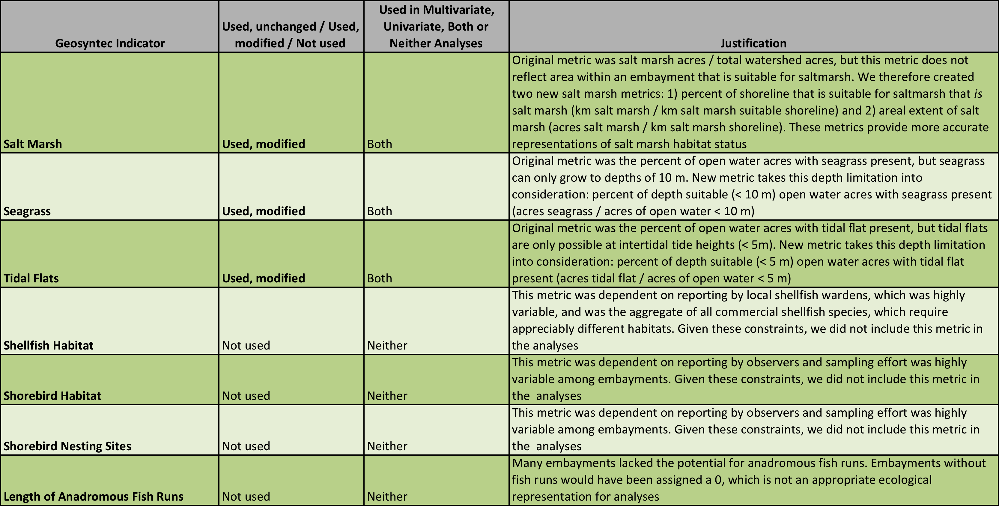 Geosyntec Indicator
Used, unchanged / Used,
modified / Not used
Used in Multivariate,
Univariate, Both or
Neither Analyses
Justification
Salt Marsh
Used, modified
Both
Original metric was salt marsh acres / total watershed acres, but this metric does not
reflect area within an embayment that is suitable for saltmarsh. We therefore created
two new salt marsh metrics: 1) percent of shoreline that is suitable for saltmarsh that is
salt marsh (km salt marsh / km salt marsh suitable shoreline) and 2) areal extent of salt
marsh (acres salt marsh / km salt marsh shoreline). These metrics provide more accurate
representations of salt marsh habitat status
Seagrass
Used, modified
Both
Original metric was the percent of open water acres with seagrass present, but seagrass
can only grow to depths of 10 m. New metric takes this depth limitation into
consideration: percent of depth suitable (< 10 m) open water acres with seagrass present
(acres seagrass / acres of open water < 10 m)
Tidal Flats
Used, modified
Both
Original metric was the percent of open water acres with tidal flat present, but tidal flats
are only possible at intertidal tide heights (< 5m). New metric takes this depth limitation
into consideration: percent of depth suitable (< 5 m) open water acres with tidal flat
present (acres tidal flat / acres of open water < 5 m)
Shellfish Habitat
Not used
Neither
This metric was dependent on reporting by local shellfish wardens, which was highly
variable, and was the aggregate of all commercial shellfish species, which require
appreciably different habitats. Given these constraints, we did not include this metric in
the analyses
Shorebird Habitat
Not used
Neither
This metric was dependent on reporting by observers and sampling effort was highly
variable among embayments. Given these constraints, we did not include this metric in
the  analyses
Shorebird Nesting Sites
Not used
Neither
This metric was dependent on reporting by observers and sampling effort was highly
variable among embayments. Given these constraints, we did not include this metric in
the  analyses
Length of Anadromous Fish Runs
Not used
Neither
Many embayments lacked the potential for anadromous fish runs. Embayments without
fish runs would have been assigned a 0, which is not an appropriate ecological
representation for analyses